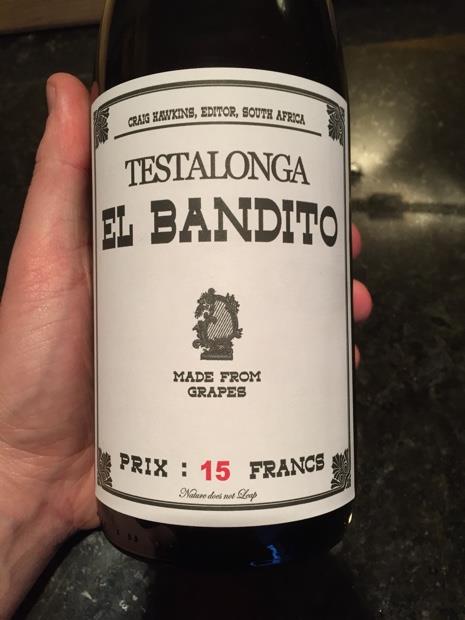 CRAIG HAWKINS, EDITOR, SOUTH AFRICA
TESTALONGA
EL BANDITO
MADE FROM
GRAPES
PRIX : 15 FRANCS
Nature does not Leap